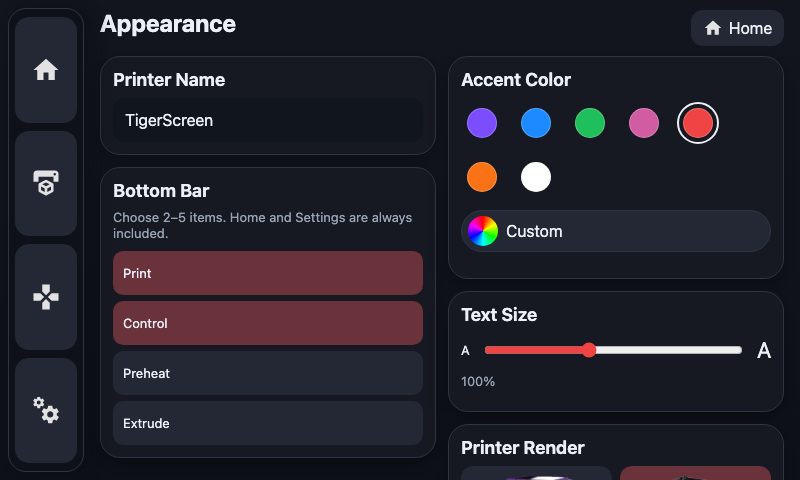 Appearance
Home
Printer Name
TigerScreen
Bottom Bar
Choose 2–5 items. Home and Settings are always
included.
Print
Control
Preheat
Extrude
Accent Color
Custom
Text Size
A
A
100%
Printer Render